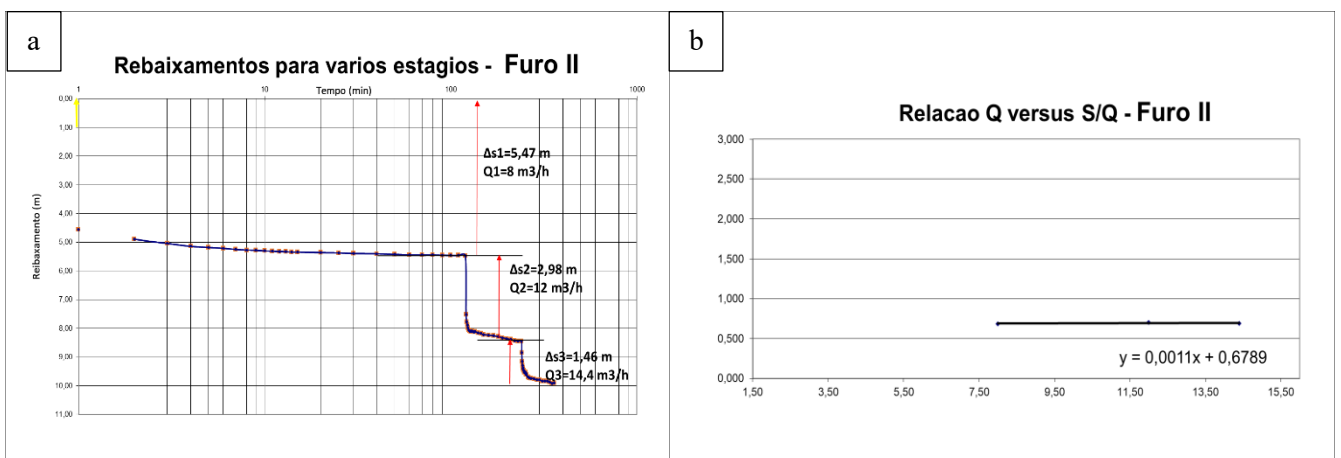 a
Rebaixamentos para varios estagios - Furo II
1 10 100 1000
Tempo (min)
0,00
1,00
2,00
3,00
4,00
5,00
6,00
7,00
8,00
9,00
10,00
11,00
Reibaxamento (m)
Δs1=5,47 m
Q1=8 m3/h
Δs2=2,98 m
Q2=12 m3/h
Δs3=1,46 m
Q3=14,4 m3/h
b
Relacao Q versus S/Q - Furo II
3,000
2,500
2,000
1,500
1,000
0,500
0,000
y = 0,0011x + 0,6789
1,50 3,50 5,50 7,50 9,50 11,50 13,50 15,50